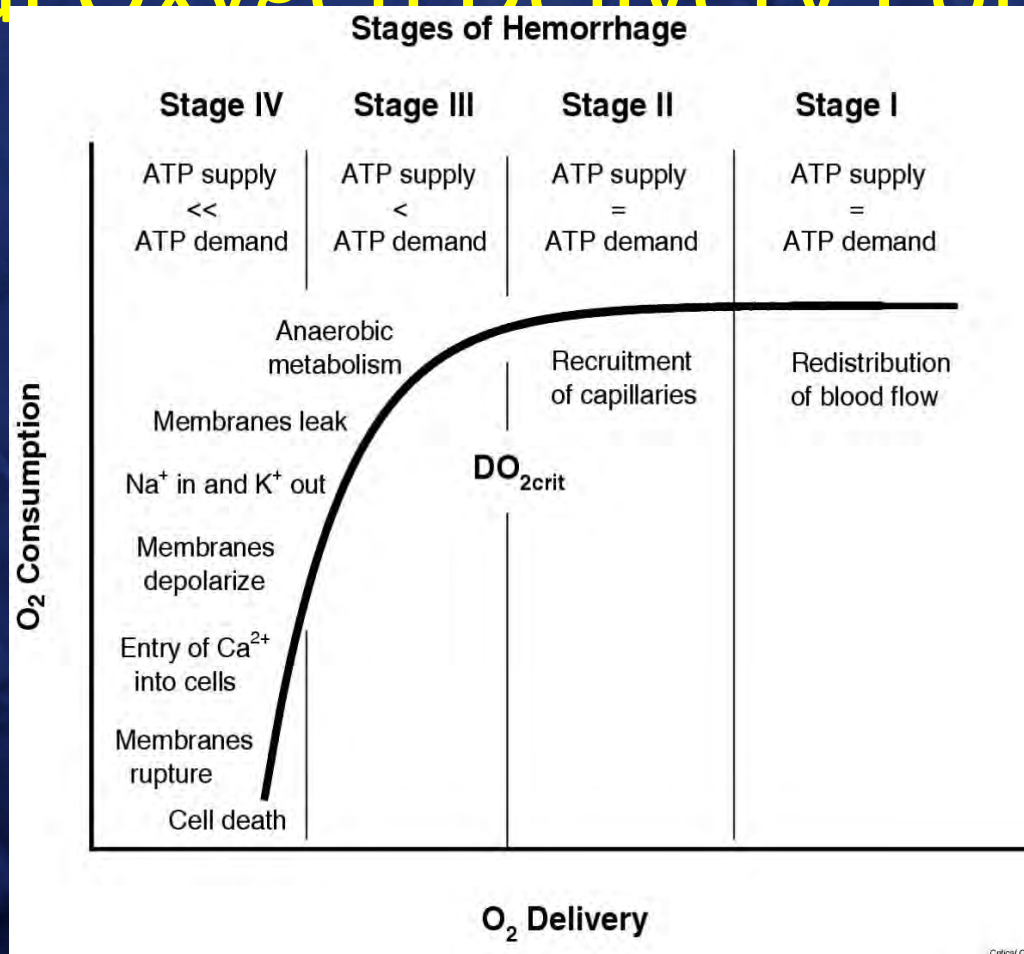 Stages of Hemorrhage
Stage IV Stage III Stage II Stage I
ATP supply ATP supply ATP supply ATP supply
<< < = =
ATP demand ATP demand ATP demand ATP demand
Anaerobic
metabolism
Recruitment
of capillaries
Redistribution
of blood flow
Membranes leak
DO2crit
Na+ in and K+ out
Membranes
depolarize
Entry of Ca2+
into cells
Membranes
rupture
Cell death
O2 Consumption
O2 Delivery